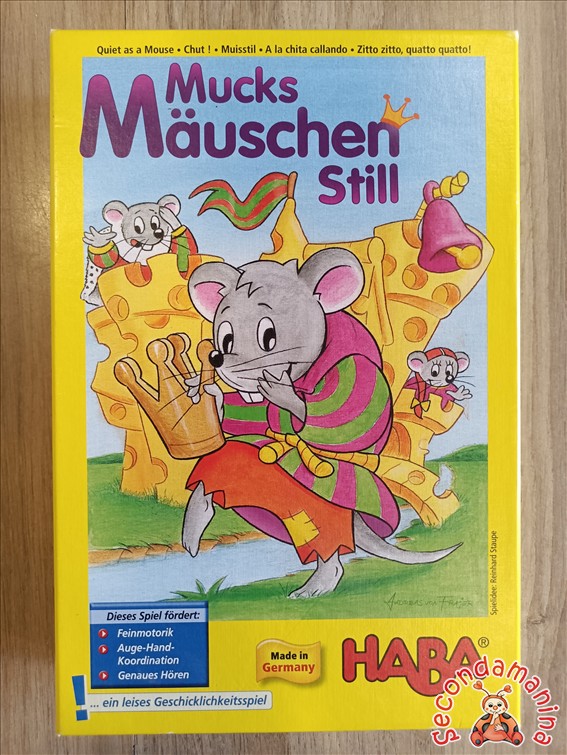 Quiet as a Mouse • Chut ! • Muisstil • A la chita callando • Zitto zitto, quatto quatto!
Mucks
Mäuschen
Still
Spielidee: Reinhard Staupe
Dieses Spiel fördert:
Feinmotorik
Auge-Hand-
Koordination
Genaues Hören
Made in
Germany
HABA®
! ... ein leises Geschicklichkeitsspiel
secondamanina